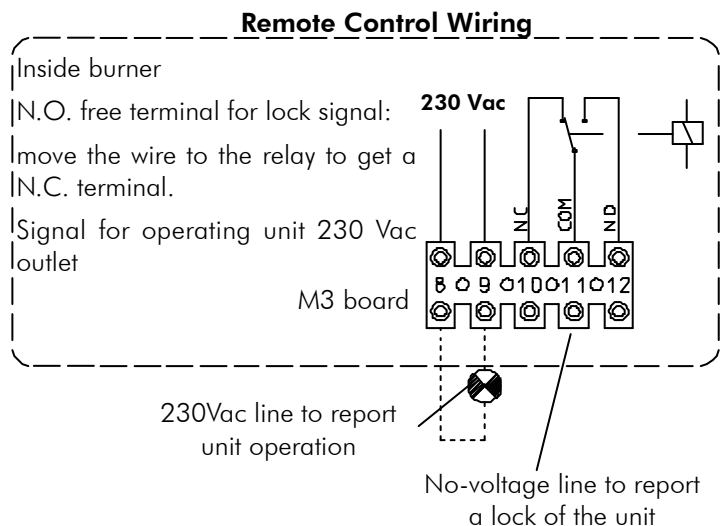 Remote Control Wiring
Inside burner
N.O. free terminal for lock signal:
move the wire to the relay to get a
N.C. terminal.
Signal for operating unit 230 Vac
outlet
230 Vac
NC
COM
NO
M3 board
8 9 10 11 12
230Vac line to report
unit operation
No-voltage line to report
a lock of the unit